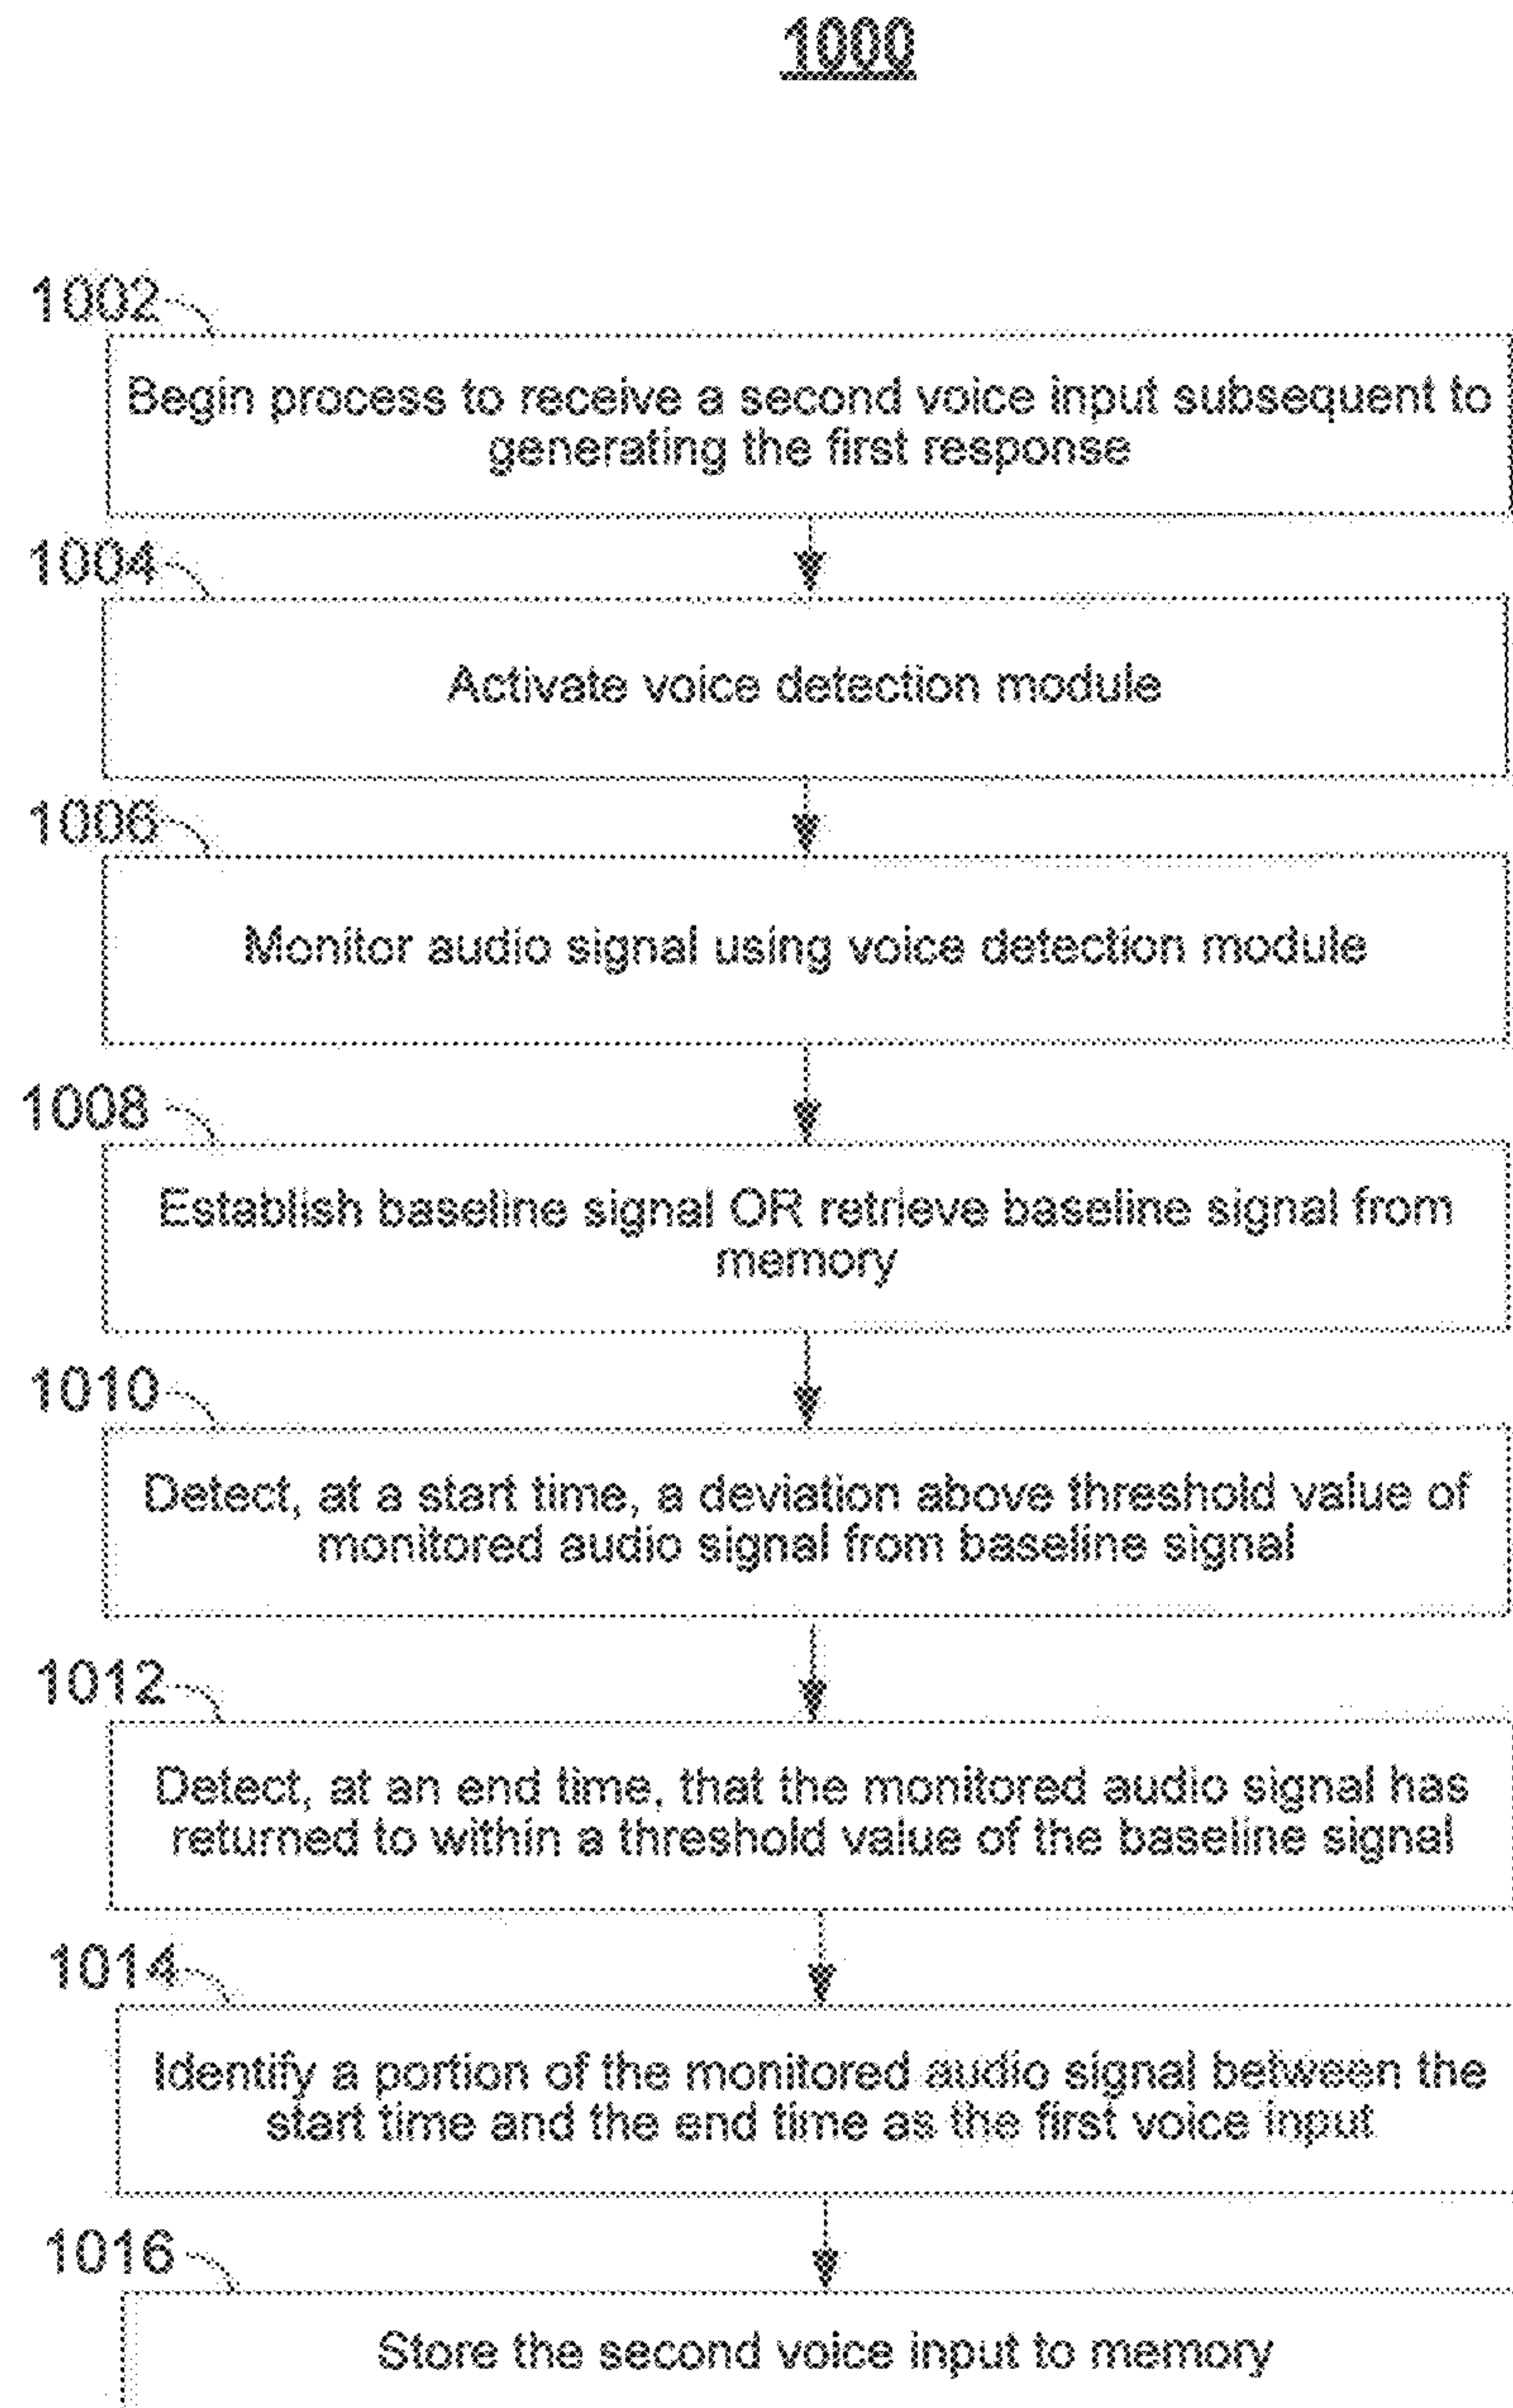 1000
1002
Begin process to receive a second voice input subsequent to
generating the first response
1004
Activate voice detection module
1006
Monitor audio signal using voice detection module
1008
Establish baseline signal OR retrieve baseline signal from
memory
1010
Detect, at a start time, a deviation above threshold value of
monitored audio signal from baseline signal
1012
Detect, at an end time, that the monitored audio signal has
returned to within a threshold value of the baseline signal
1014
Identify a portion of the monitored audio signal between the
start time and the end time as the first voice input
1016
Store the second voice input to memory